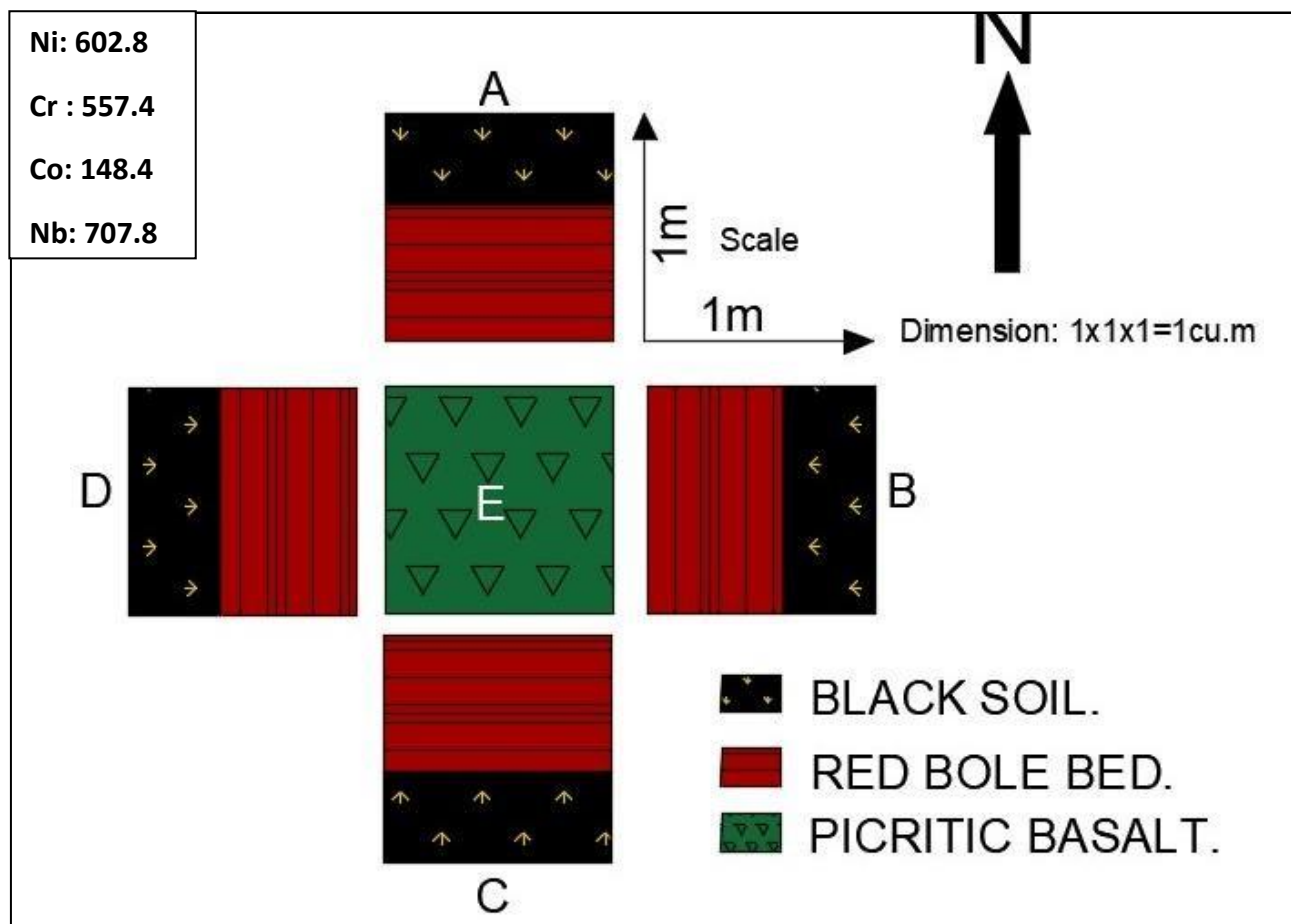 Ni: 602.8
Cr : 557.4
Co: 148.4
Nb: 707.8
N
A
1m
Scale
1m
Dimension: 1x1x1=1cu.m
D
E
B
BLACK SOIL.
RED BOLE BED.
PICRITIC BASALT.
C